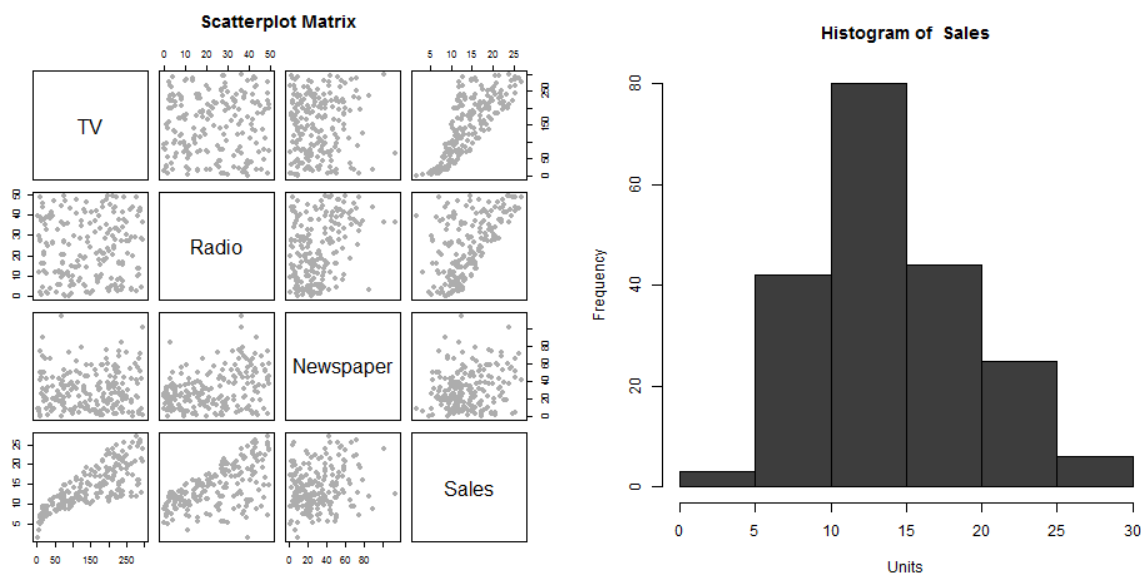 Scatterplot Matrix
0 10 20 30 40 50
5 10 15 20 25
TV
0 50 150 250
0 10 20 30 40 50
Radio
Newspaper
0 20 40 60 80
5 10 15 20 25
Sales
0 50 150 250
0 20 40 60 80
Histogram of Sales
Frequency
0 20 40 60 80
0 5 10 15 20 25 30
Units